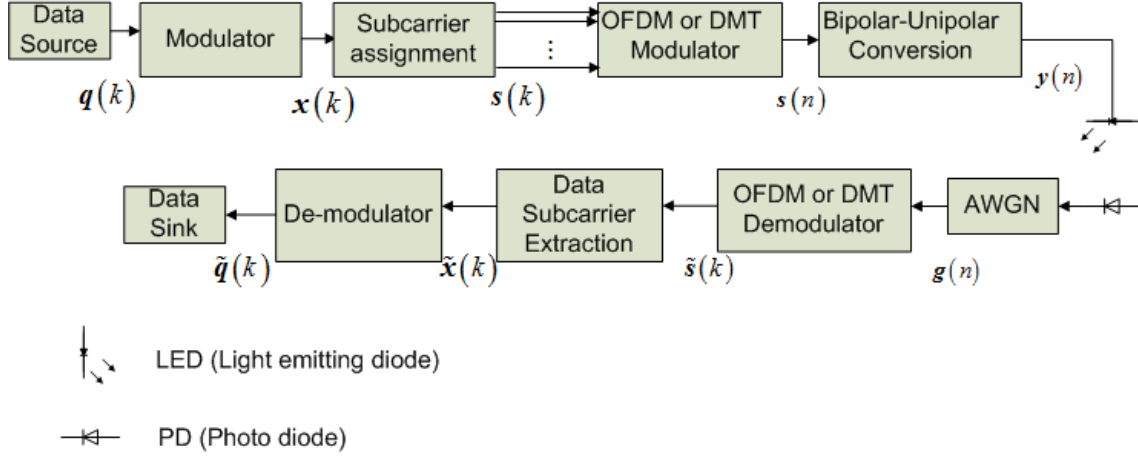 Data
Source
Modulator
Subcarrier
assignment
⋮
OFDM or DMT
Modulator
Bipolar-Unipolar
Conversion
q(k)
x(k)
s(k)
s(n)
y(n)
Data
Sink
De-modulator
Data
Subcarrier
Extraction
OFDM or DMT
Demodulator
AWGN
q̃(k)
x̃(k)
s̃(k)
g(n)
LED (Light emitting diode)
PD (Photo diode)